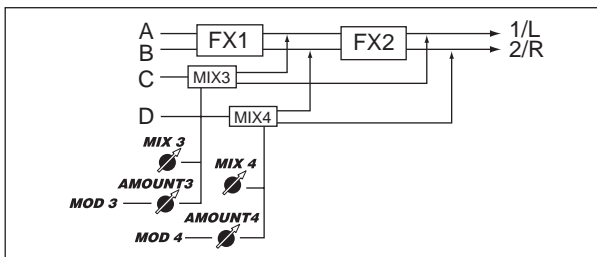 A
B
C
D
FX1
FX2
1/L
2/R
MIX3
MIX4
MIX 3
MIX 4
AMOUNT3
MOD 3
AMOUNT4
MOD 4